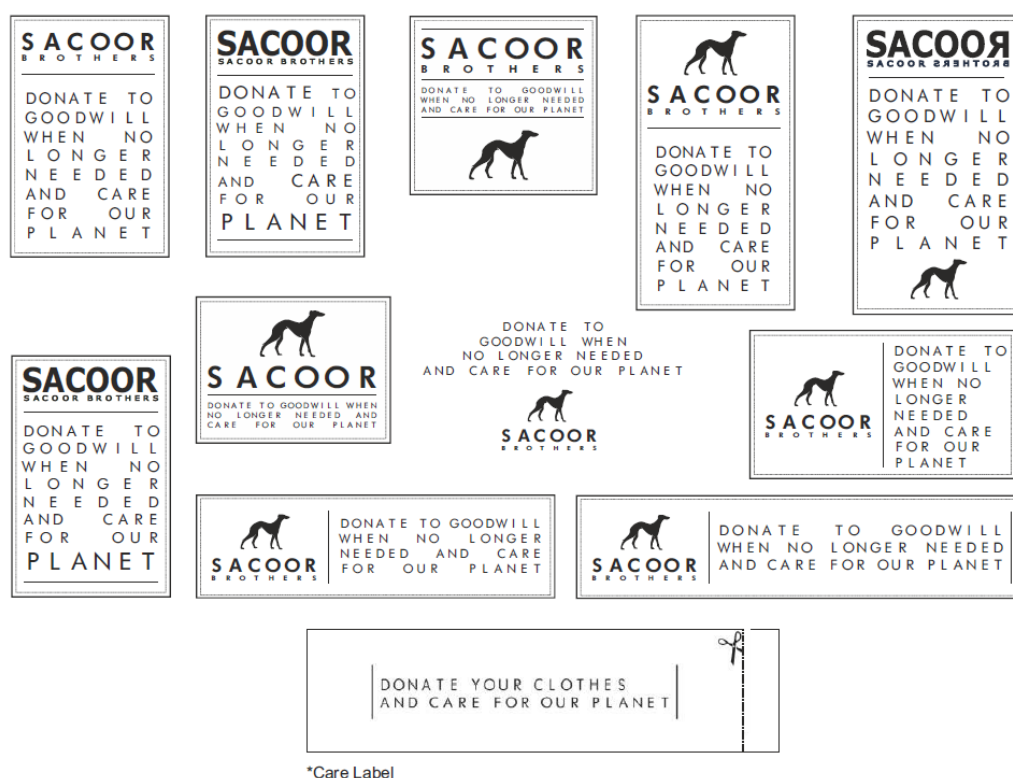 SACOOR
BROTHERS
DONATE TO
GOODWILL
WHEN NO
LONGER
NEEDED
AND CARE
FOR OUR
PLANET
SACOOR
SACOOR BROTHERS
DONATE TO
GOODWILL
WHEN NO
LONGER
NEEDED
AND CARE
FOR OUR
PLANET
SACOOR
BROTHERS
DONATE TO GOODWILL
WHEN NO LONGER NEEDED
AND CARE FOR OUR PLANET
SACOOR
BROTHERS
DONATE TO
GOODWILL
WHEN NO
LONGER
NEEDED
AND CARE
FOR OUR
PLANET
SACOOЯ
SACOOR BROTHERS
DONATE TO
GOODWILL
WHEN NO
LONGER
NEEDED
AND CARE
FOR OUR
PLANET
SACOOR
SACOOR BROTHERS
DONATE TO
GOODWILL
WHEN NO
LONGER
NEEDED
AND CARE
FOR OUR
PLANET
SACOOR
DONATE TO GOODWILL WHEN
NO LONGER NEEDED AND
CARE FOR OUR PLANET
DONATE TO
GOODWILL WHEN
NO LONGER NEEDED
AND CARE FOR OUR PLANET
SACOOR
BROTHERS
SACOOR
BROTHERS
DONATE TO
GOODWILL
WHEN NO
LONGER
NEEDED
AND CARE
FOR OUR
PLANET
SACOOR
BROTHERS
DONATE TO GOODWILL
WHEN NO LONGER
NEEDED AND CARE
FOR OUR PLANET
SACOOR
BROTHERS
DONATE TO GOODWILL
WHEN NO LONGER NEEDED
AND CARE FOR OUR PLANET
DONATE YOUR CLOTHES
AND CARE FOR OUR PLANET
*Care Label